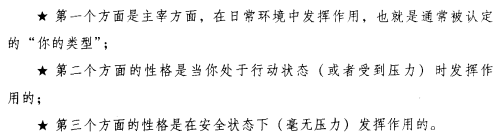 ★ 第一个方面是主宰方面，在日常环境中发挥作用，也就是通常被认定
的“你的类型”；
★ 第二个方面的性格是当你处于行动状态（或者受到压力）时发挥作
用的；
★ 第三个方面的性格是在安全状态下（毫无压力）发挥作用的。